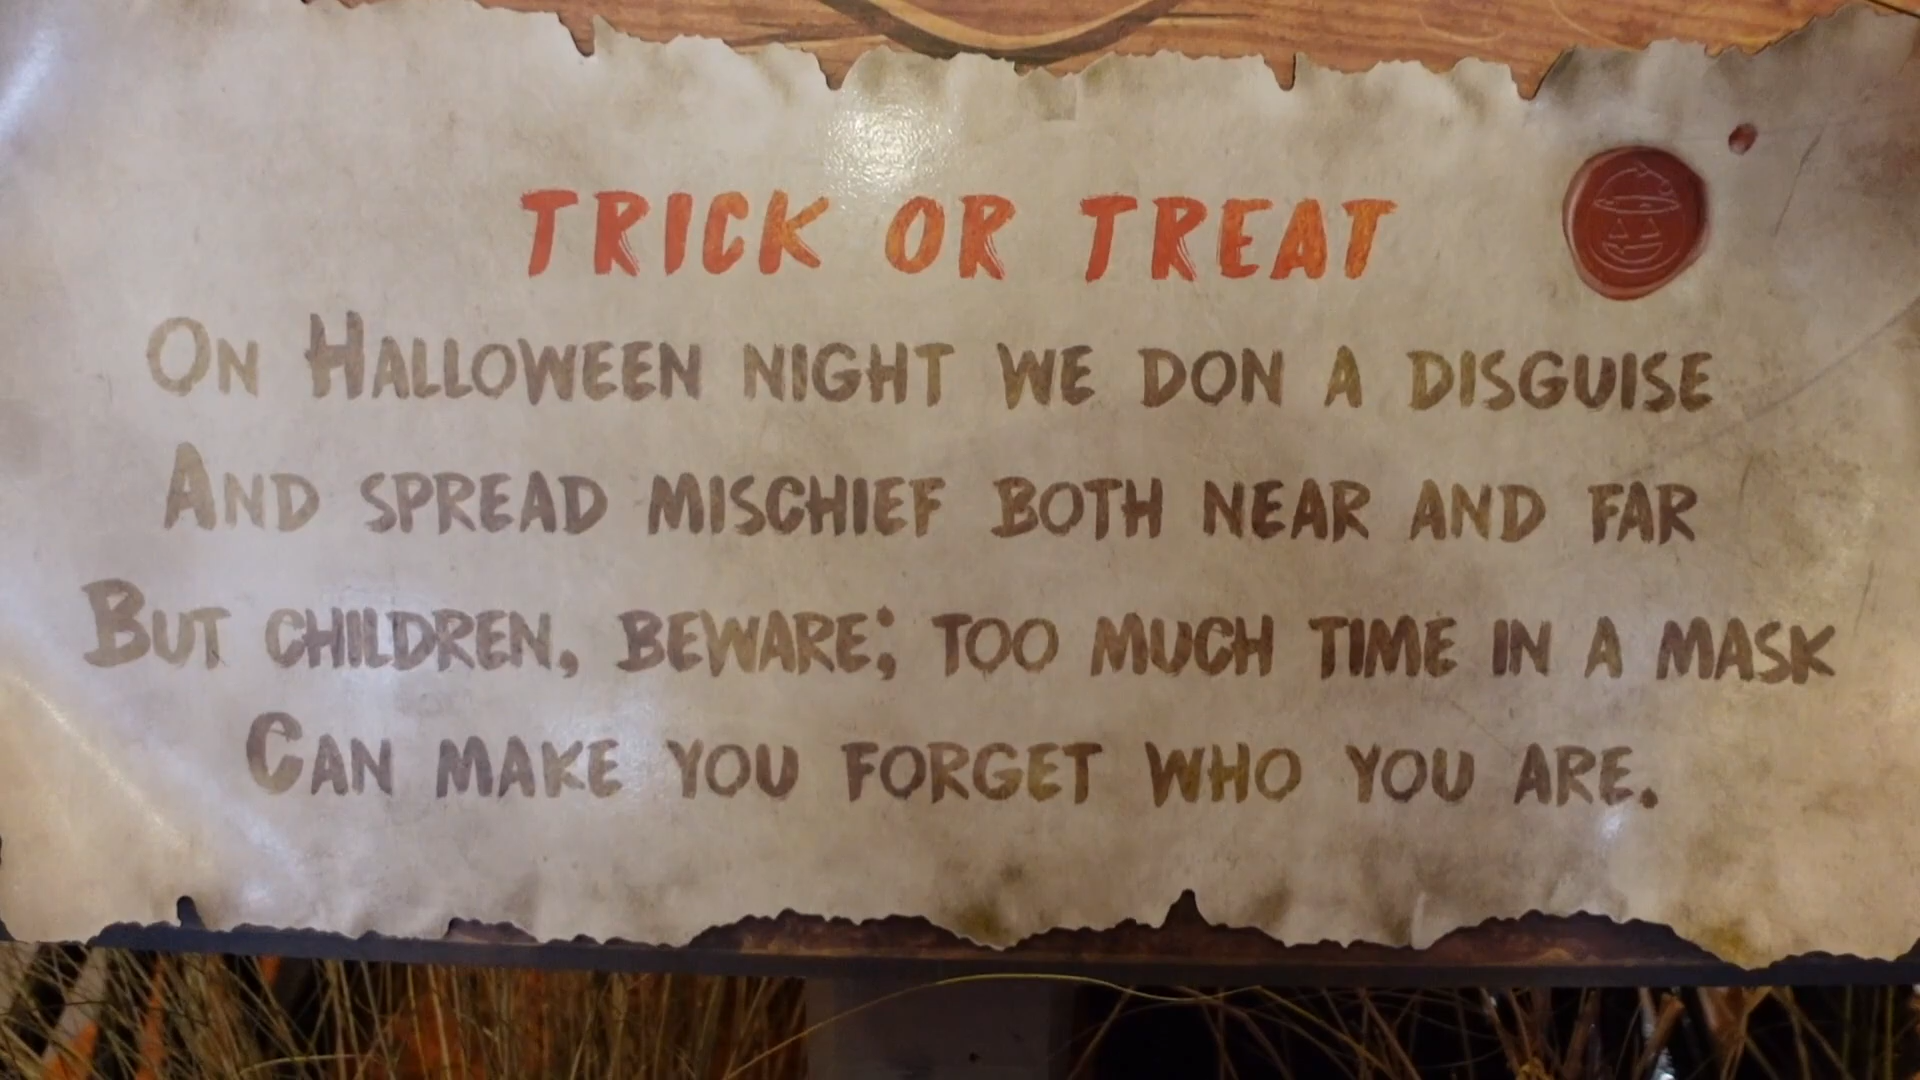 TRICK OR TREAT
ON HALLOWEEN NIGHT WE DON A DISGUISE
AND SPREAD MISCHIEF BOTH NEAR AND FAR
BUT CHILDREN, BEWARE; TOO MUCH TIME IN A MASK
CAN MAKE YOU FORGET WHO YOU ARE.